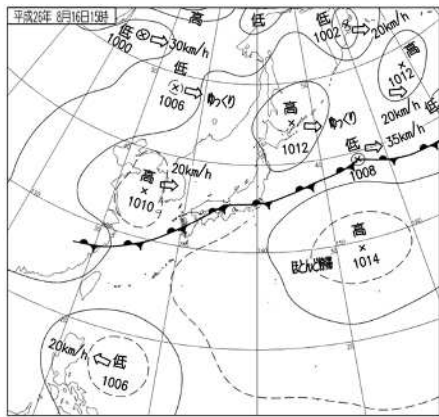 平成26年 8月16日15時
低
1000
30km/h
高
低
1002
20km/h
高
1012
20km/h
低
1006
ゆっくり
高
1012
ゆっくり
低
35km/h
1008
高
1010
20km/h
高
1014
ほとんど停滞
低
1006
20km/h